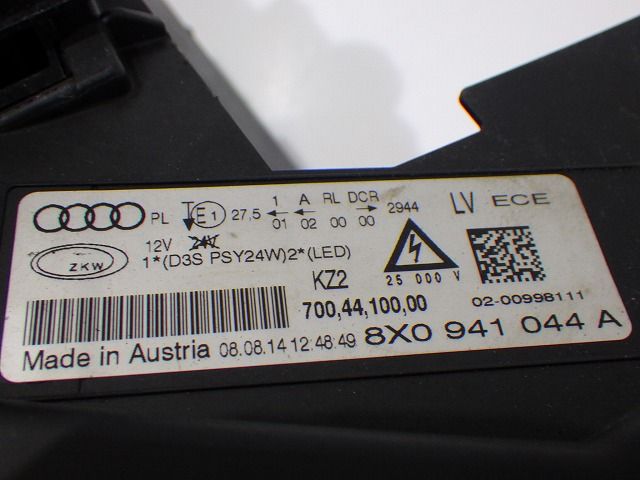 PL E1 27,5 1 A RL DCR 2944 LV ECE
01 02 00 00
12V 24V
ZKW 1*(D3S PSY24W)2*(LED)
KZ2 25 000 V
700,44,100,00 02-00998111
Made in Austria 08.08.14 12:48:49 8X0 941 044 A